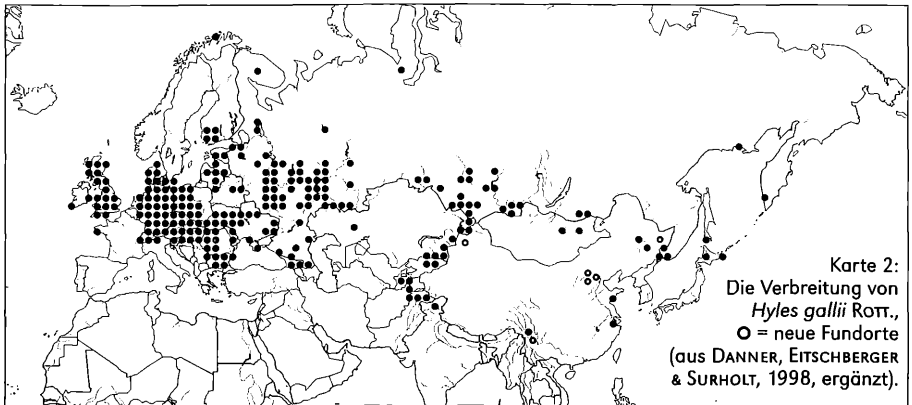 Karte 2:
Die Verbreitung von
Hyles gallii ROTT.,
O = neue Fundorte
(aus DANNER, EITSCHBERGER
& SURHOLT, 1998, ergänzt).